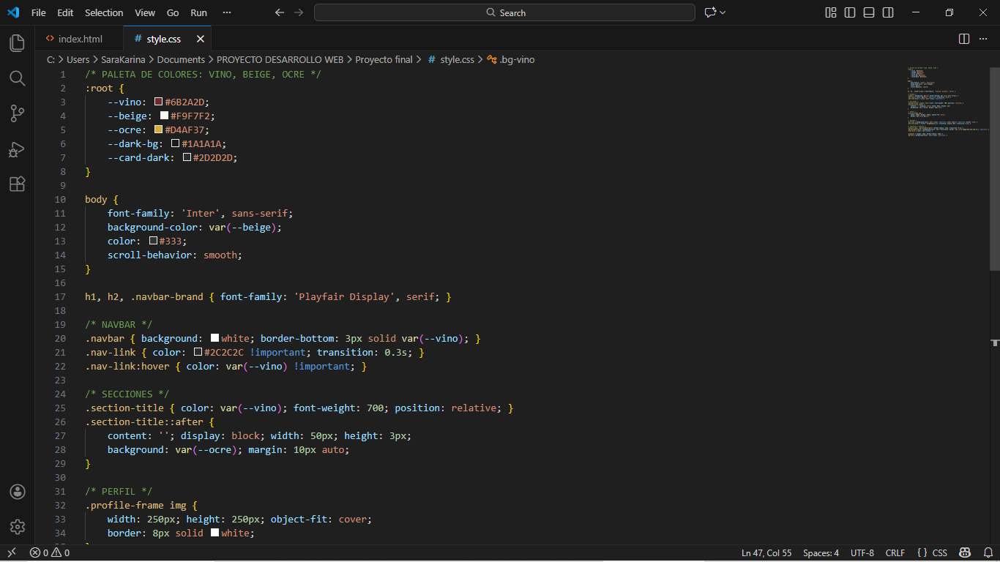 File Edit Selection View Go Run ··· Search
index.html # style.css
C: > Users > SaraKarina > Documents > PROYECTO DESARROLLO WEB > Proyecto final > # style.css > .bg-vino
1 /* PALETA DE COLORES: VINO, BEIGE, OCRE */
2 :root {
3 --vino: #6B2A2D;
4 --beige: #F9F7F2;
5 --ocre: #D4AF37;
6 --dark-bg: #1A1A1A;
7 --card-dark: #2D2D2D;
8 }
9
10 body {
11 font-family: 'Inter', sans-serif;
12 background-color: var(--beige);
13 color: #333;
14 scroll-behavior: smooth;
15 }
16
17 h1, h2, .navbar-brand { font-family: 'Playfair Display', serif; }
18
19 /* NAVBAR */
20 .navbar { background: white; border-bottom: 3px solid var(--vino); }
21 .nav-link { color: #2C2C2C !important; transition: 0.3s; }
22 .nav-link:hover { color: var(--vino) !important; }
23
24 /* SECCIONES */
25 .section-title { color: var(--vino); font-weight: 700; position: relative; }
26 .section-title::after {
27 content: ''; display: block; width: 50px; height: 3px;
28 background: var(--ocre); margin: 10px auto;
29 }
30
31 /* PERFIL */
32 .profile-frame img {
33 width: 250px; height: 250px; object-fit: cover;
34 border: 8px solid white;
0 0 Ln 47, Col 55 Spaces: 4 UTF-8 CRLF { } CSS